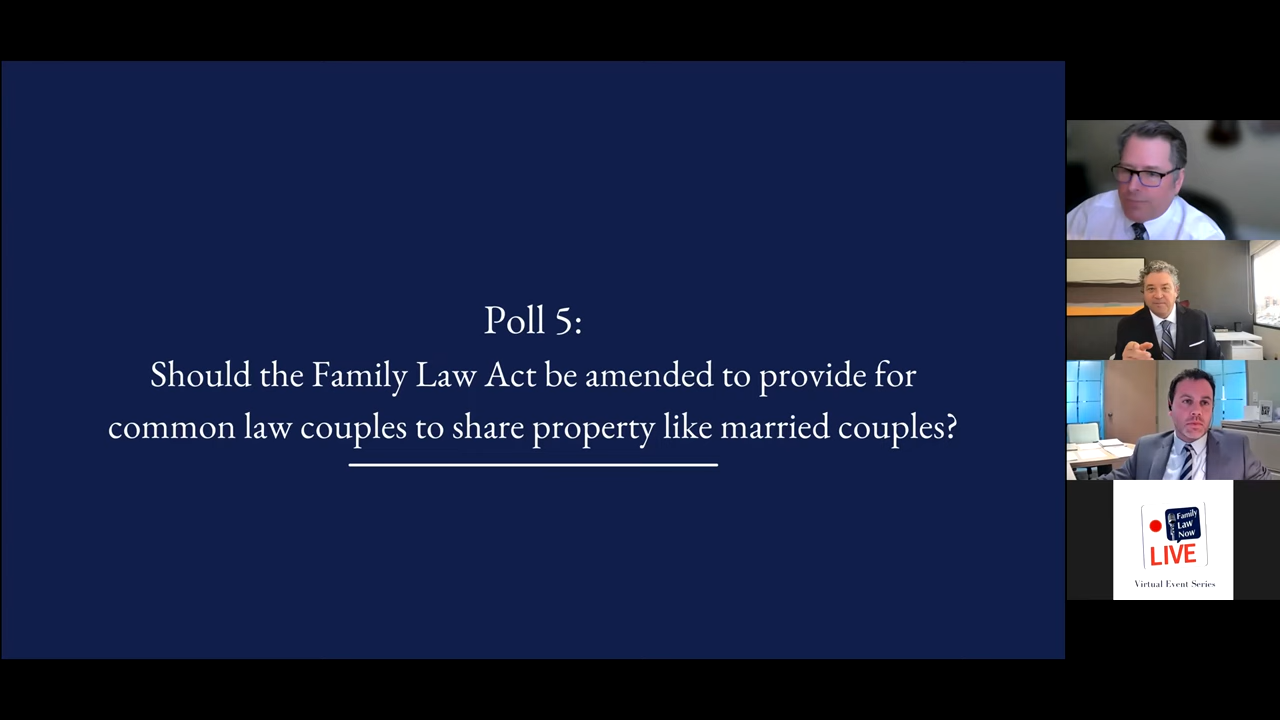 Poll 5:
Should the Family Law Act be amended to provide for
common law couples to share property like married couples?
Family
Law
Now
LIVE
Virtual Event Series